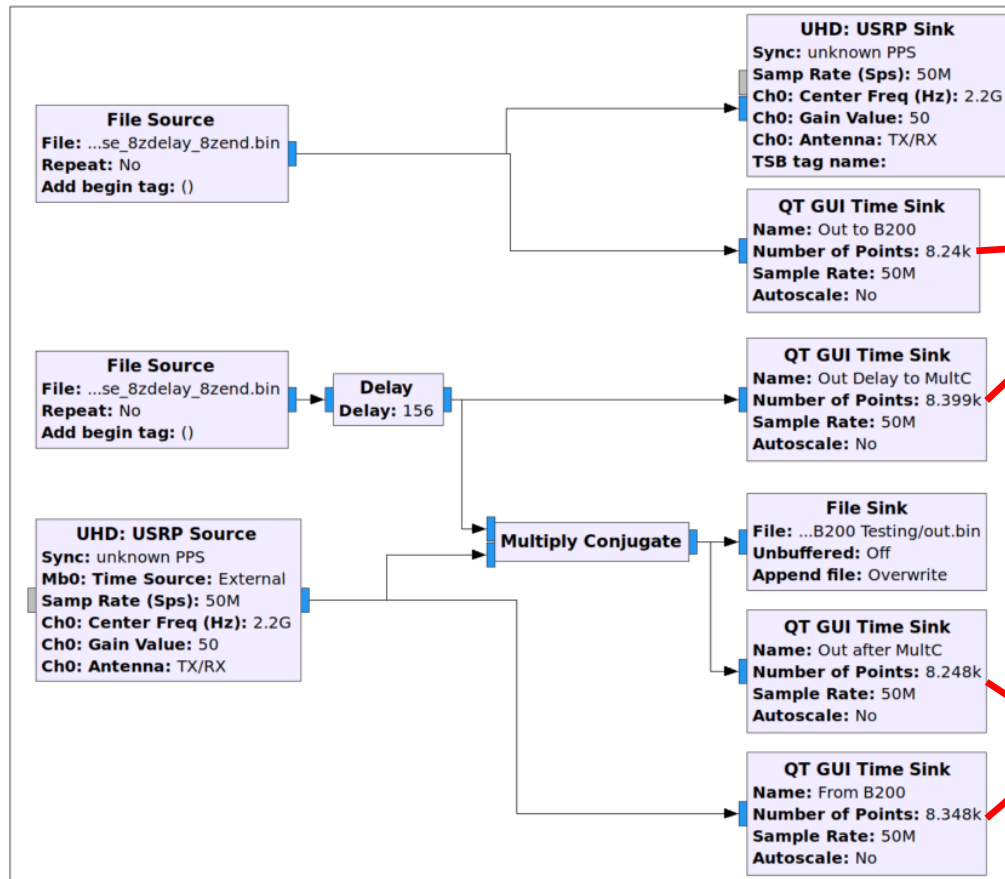 UHD: USRP Sink
Sync: unknown PPS
Samp Rate (Sps): 50M
Ch0: Center Freq (Hz): 2.2G
Ch0: Gain Value: 50
Ch0: Antenna: TX/RX
TSB tag name:
File Source
File: ...se_8zdelay_8zend.bin
Repeat: No
Add begin tag: ()
QT GUI Time Sink
Name: Out to B200
Number of Points: 8.24k
Sample Rate: 50M
Autoscale: No
File Source
File: ...se_8zdelay_8zend.bin
Repeat: No
Add begin tag: ()
Delay
Delay: 156
QT GUI Time Sink
Name: Out Delay to MultC
Number of Points: 8.399k
Sample Rate: 50M
Autoscale: No
UHD: USRP Source
Sync: unknown PPS
Mb0: Time Source: External
Samp Rate (Sps): 50M
Ch0: Center Freq (Hz): 2.2G
Ch0: Gain Value: 50
Ch0: Antenna: TX/RX
Multiply Conjugate
File Sink
File: ...B200 Testing/out.bin
Unbuffered: Off
Append file: Overwrite
QT GUI Time Sink
Name: Out after MultC
Number of Points: 8.248k
Sample Rate: 50M
Autoscale: No
QT GUI Time Sink
Name: From B200
Number of Points: 8.348k
Sample Rate: 50M
Autoscale: No